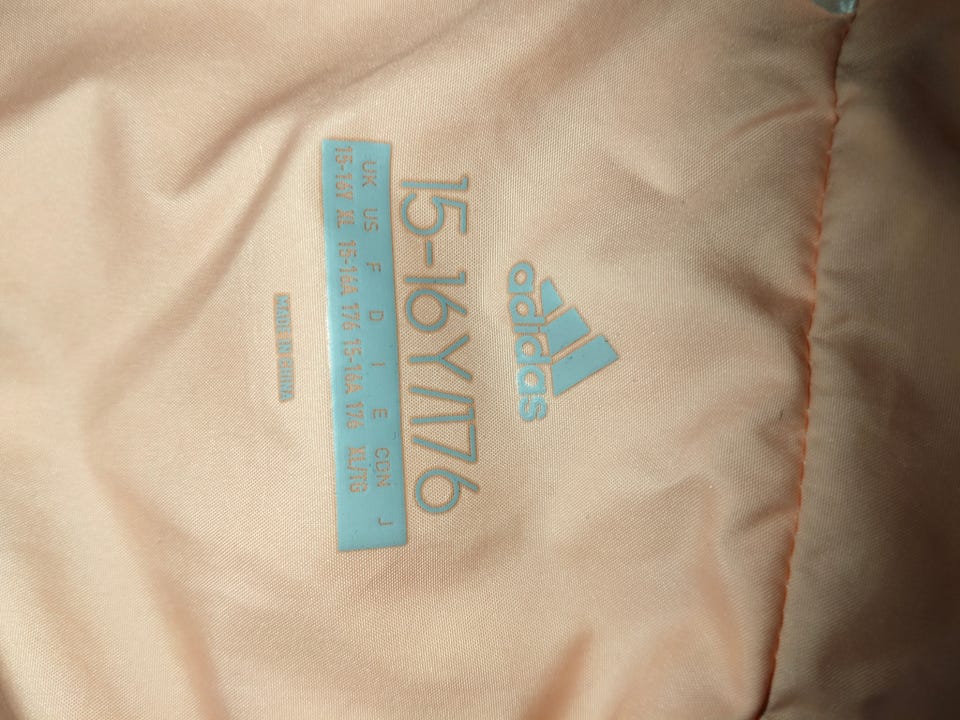 adidas
15-16Y/176
UK US F D I E CDN J
15-16Y XL 15-16A 176 15-16A 176 XL/TG
MADE IN CHINA